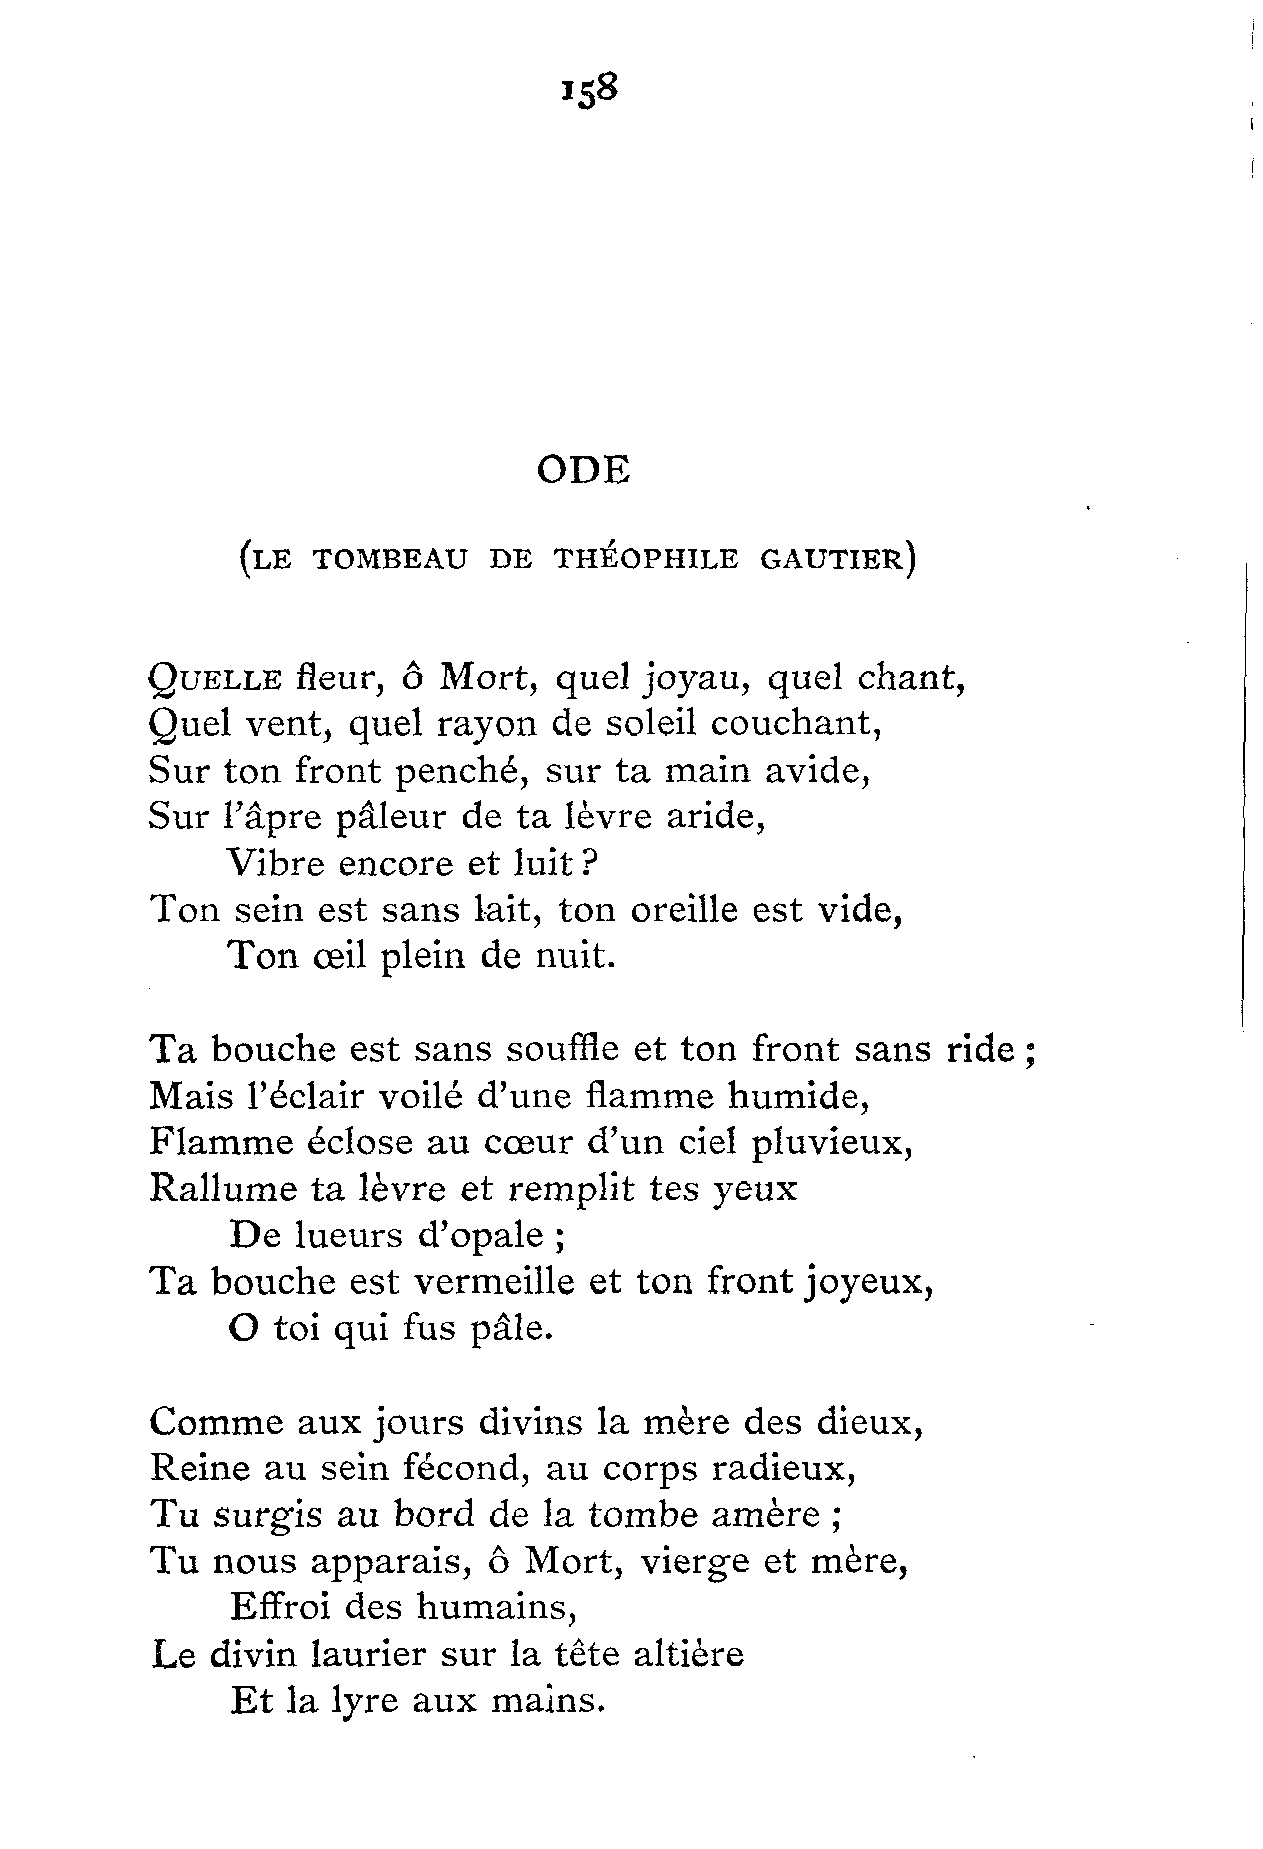 158
ODE
(LE TOMBEAU DE THÉOPHILE GAUTIER)
QUELLE fleur, ô Mort, quel joyau, quel chant,
Quel vent, quel rayon de soleil couchant,
Sur ton front penché, sur ta main avide,
Sur l'âpre pâleur de ta lèvre aride,
Vibre encore et luit ?
Ton sein est sans lait, ton oreille est vide,
Ton œil plein de nuit.
Ta bouche est sans souffle et ton front sans ride ;
Mais l'éclair voilé d'une flamme humide,
Flamme éclose au cœur d'un ciel pluvieux,
Rallume ta lèvre et remplit tes yeux
De lueurs d'opale ;
Ta bouche est vermeille et ton front joyeux,
O toi qui fus pâle.
Comme aux jours divins la mère des dieux,
Reine au sein fécond, au corps radieux,
Tu surgis au bord de la tombe amère ;
Tu nous apparais, ô Mort, vierge et mère,
Effroi des humains,
Le divin laurier sur la tête altière
Et la lyre aux mains.